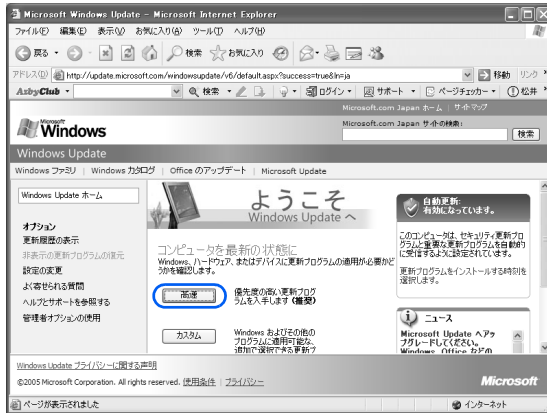 Microsoft Windows Update - Microsoft Internet Explorer
ファイル(F) 編集(E) 表示(V) お気に入り(A) ツール(T) ヘルプ(H)
戻る 検索 お気に入り
アドレス(D) http://update.microsoft.com/windowsupdate/v6/default.aspx?success=true&ln=ja 移動 リンク
AzbyClub 検索 ログイン サポート ページチェッカー 松井
Microsoft.com Japan ホーム | サイトマップ
Microsoft Windows
Microsoft.com Japan サイトの検索:
検索
Windows Update
Windows ファミリ | Windows カタログ | Office のアップデート | Microsoft Update
Windows Update ホーム
オプション
更新履歴の表示
非表示の更新プログラムの復元
設定の変更
よく寄せられる質問
ヘルプとサポートを参照する
管理者オプションの使用
ようこそ
Windows Update へ
コンピュータを最新の状態に
Windows、ハードウェア、またはデバイスに更新プログラムの適用が必要かど
うかを確認します。
高速
優先度の高い更新プログ
ラムを入手します (推奨)
カスタム
Windows およびその他の
プログラムに適用可能な、
追加で選択できる更新プ
自動更新:
有効になっています。
このコンピュータは、セキュリティ更新プロ
グラムと重要な更新プログラムを自動的
に受信するように設定されています。
更新プログラムをインストールする時刻を
選択します。
ニュース
Microsoft Update へアッ
プグレードしてください。
Windows、Office などの
Windows Update プライバシーに関する声明
©2005 Microsoft Corporation. All rights reserved. 使用条件 | プライバシー
Microsoft
ページが表示されました
インターネット